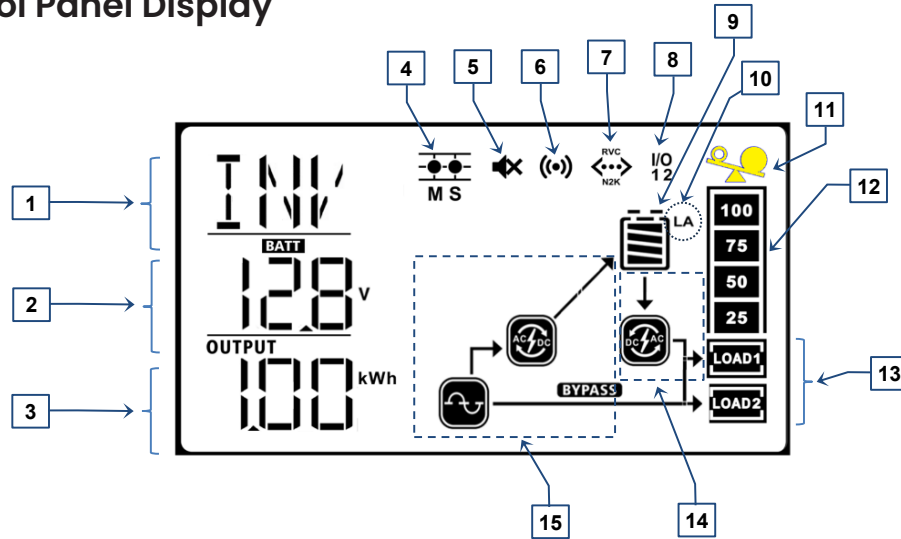 ol Panel Display
9
4
5
6
7
8
10
RVC
N2K
I/O
1 2
M S
11
INV
1
LA
100
12
BATT
75
12.8 V
2
50
AC DC
DC AC
25
OUTPUT
LOAD1
1.00 kWh
13
BYPASS
3
LOAD2
15
14